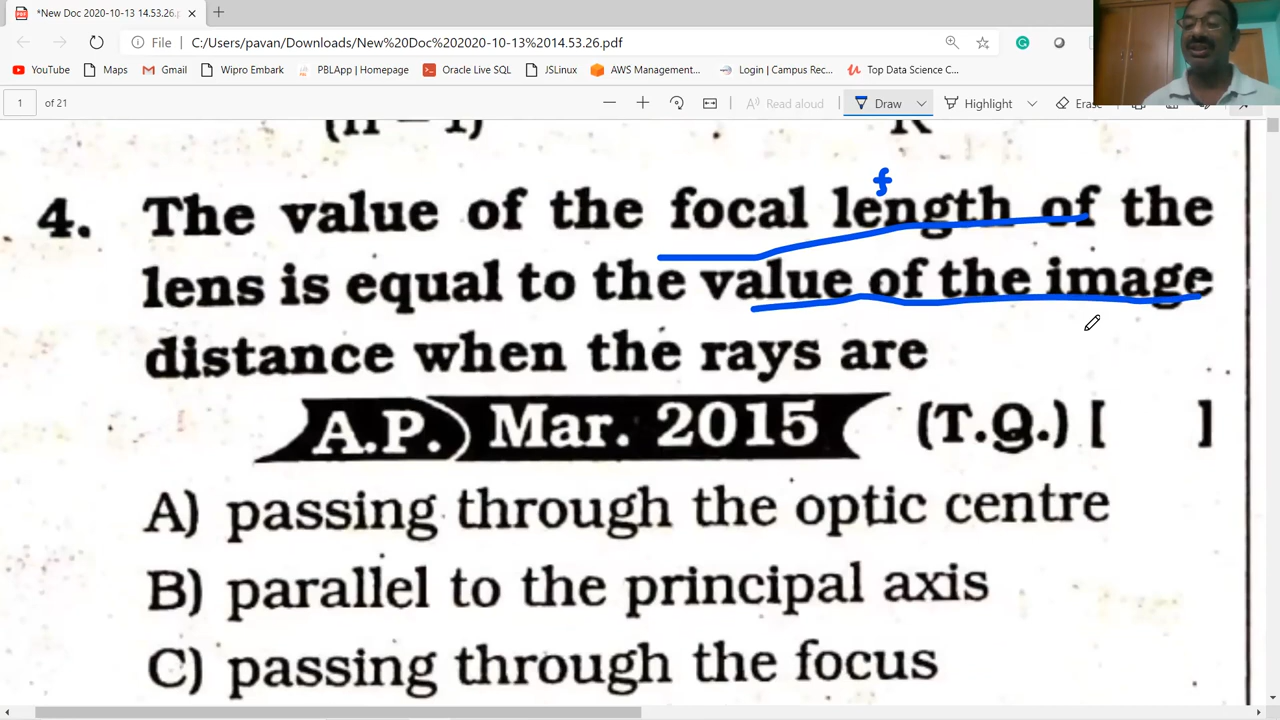 *New Doc 2020-10-13 14.53.26.p
File C:/Users/pavan/Downloads/New%20Doc%202020-10-13%2014.53.26.pdf
YouTube Maps Gmail Wipro Embark PBLApp | Homepage Oracle Live SQL JSLinux AWS Management... Login | Campus Rec... Top Data Science C...
1 of 21 Read aloud Draw Highlight Erase
(n – 1) R
f
4. The value of the focal length of the
lens is equal to the value of the image
distance when the rays are
A.P. Mar. 2015 (T.Q.) [ ]
A) passing through the optic centre
B) parallel to the principal axis
C) passing through the focus